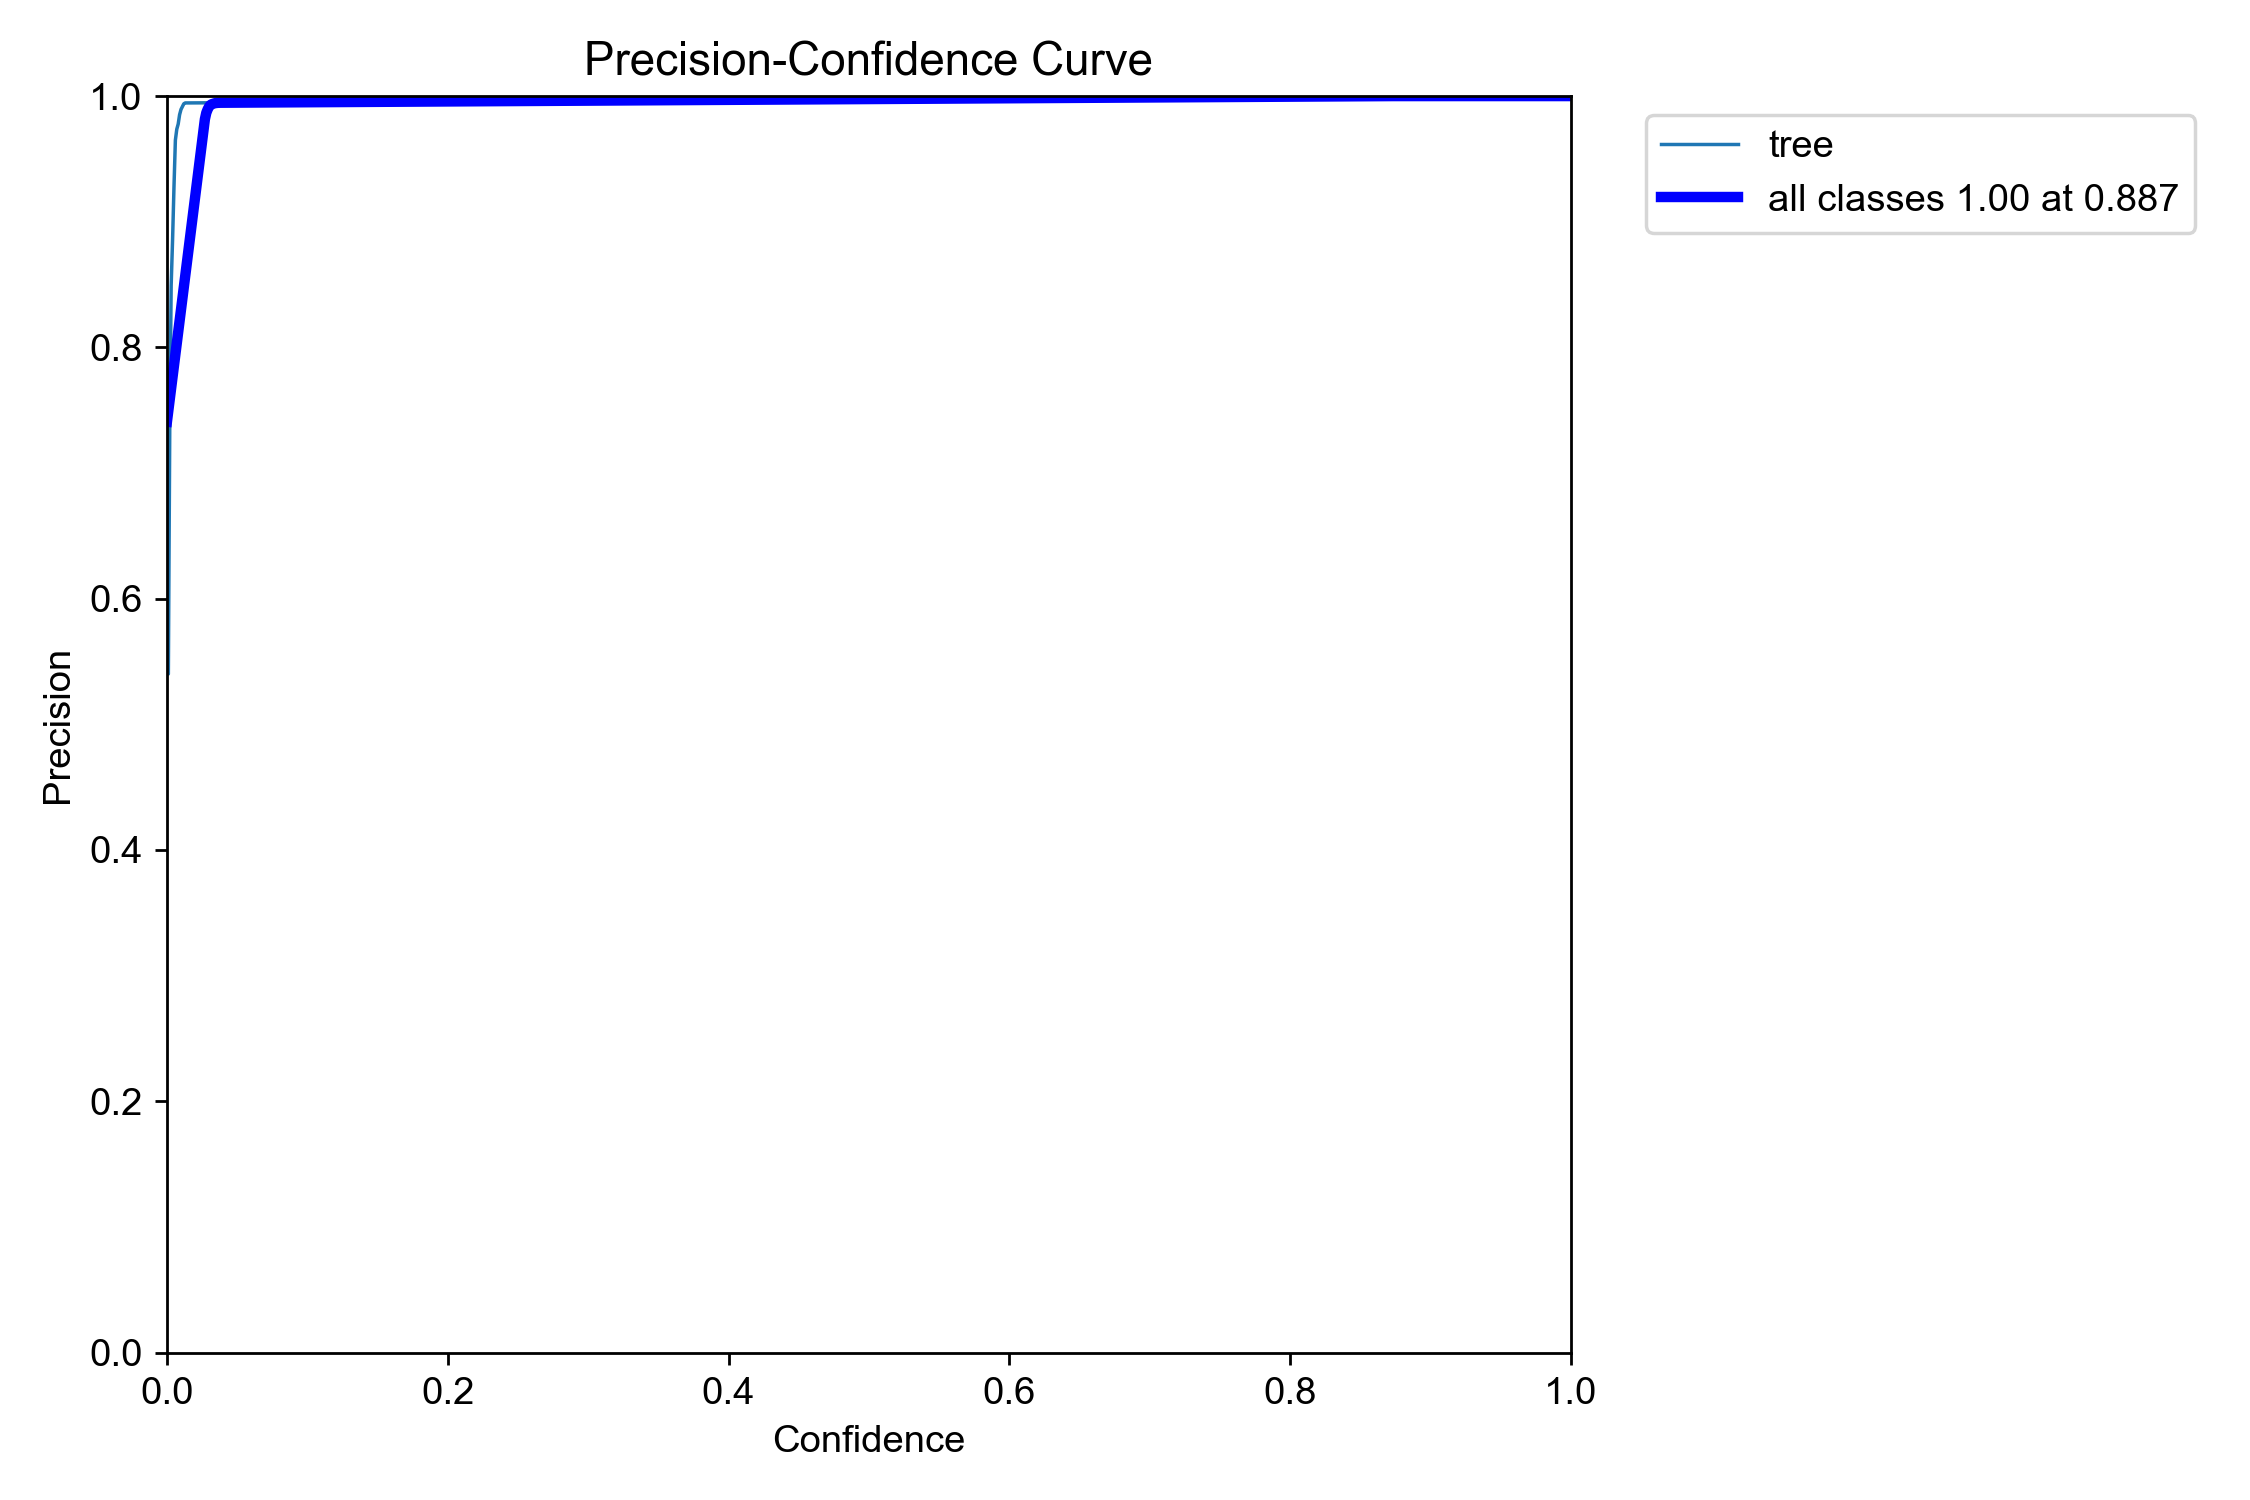 Precision-Confidence Curve
tree
all classes 1.00 at 0.887
1.0
0.8
0.6
0.4
0.2
0.0
Precision
0.0 0.2 0.4 0.6 0.8 1.0
Confidence